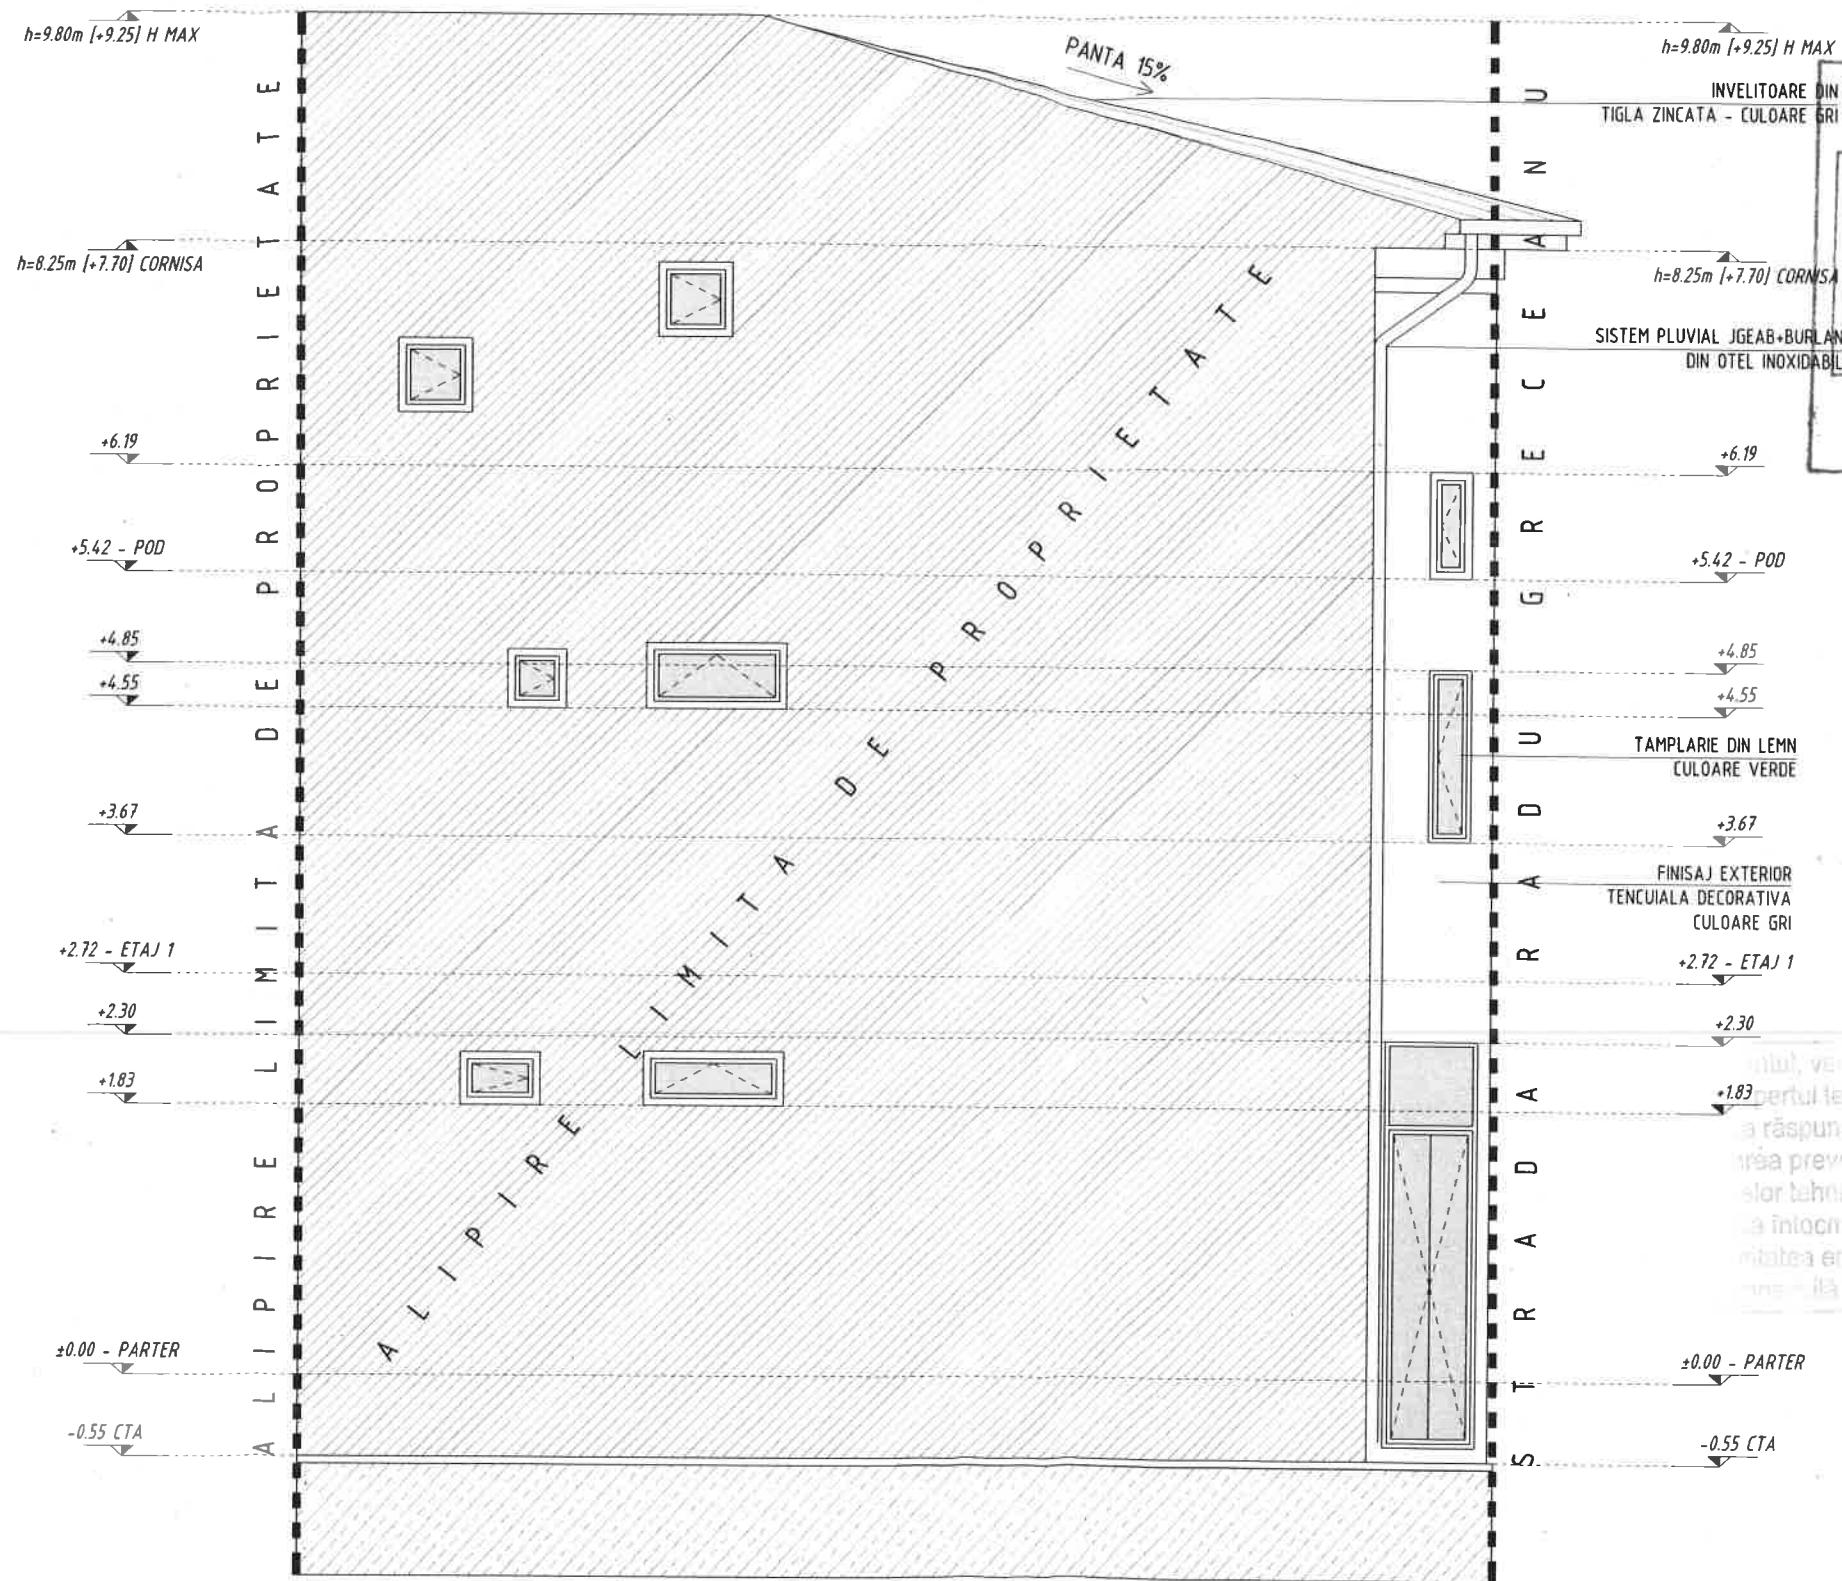 h=9.80m [+9.25] H MAX
h=8.25m [+7.70] CORNISA
+6.19
+5.42 - POD
+4.85
+4.55
+3.67
+2.72 - ETAJ 1
+2.30
+1.83
±0.00 - PARTER
-0.55 CTA
ALIPIRE LIMITA DE PROPRIETATE
ALIPIRE LIMITA DE PROPRIETATE
PANTA 15%
STRADA RADU GRECEANU
h=9.80m [+9.25] H MAX
INVELITOARE DIN
TIGLA ZINCATA - CULOARE GRI
h=8.25m [+7.70] CORNISA
SISTEM PLUVIAL JGEAB+BURLAN
DIN OTEL INOXIDABIL
+6.19
+5.42 - POD
+4.85
+4.55
TAMPLARIE DIN LEMN
CULOARE VERDE
+3.67
FINISAJ EXTERIOR
TENCUIALA DECORATIVA
CULOARE GRI
+2.72 - ETAJ 1
+2.30
+1.83
±0.00 - PARTER
-0.55 CTA